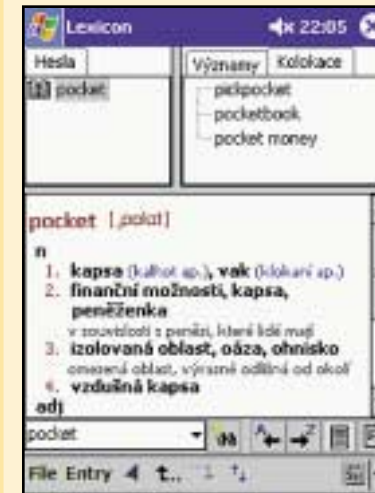 Lexicon 22:05
Hesla
Významy Kolokace
pocket
pickpocket
pocketbook
pocket money
pocket
n
1. kapsa (kalhot ap.), vak (klokaní ap.)
2. finanční možnosti, kapsa,
peněženka
v souvislosti s penězi, které lidé mají
3. izolovaná oblast, oáza, ohnisko
omezená oblast, výrazně odlišná od okolí
4. vzdušná kapsa
adj
pocket
File Entry